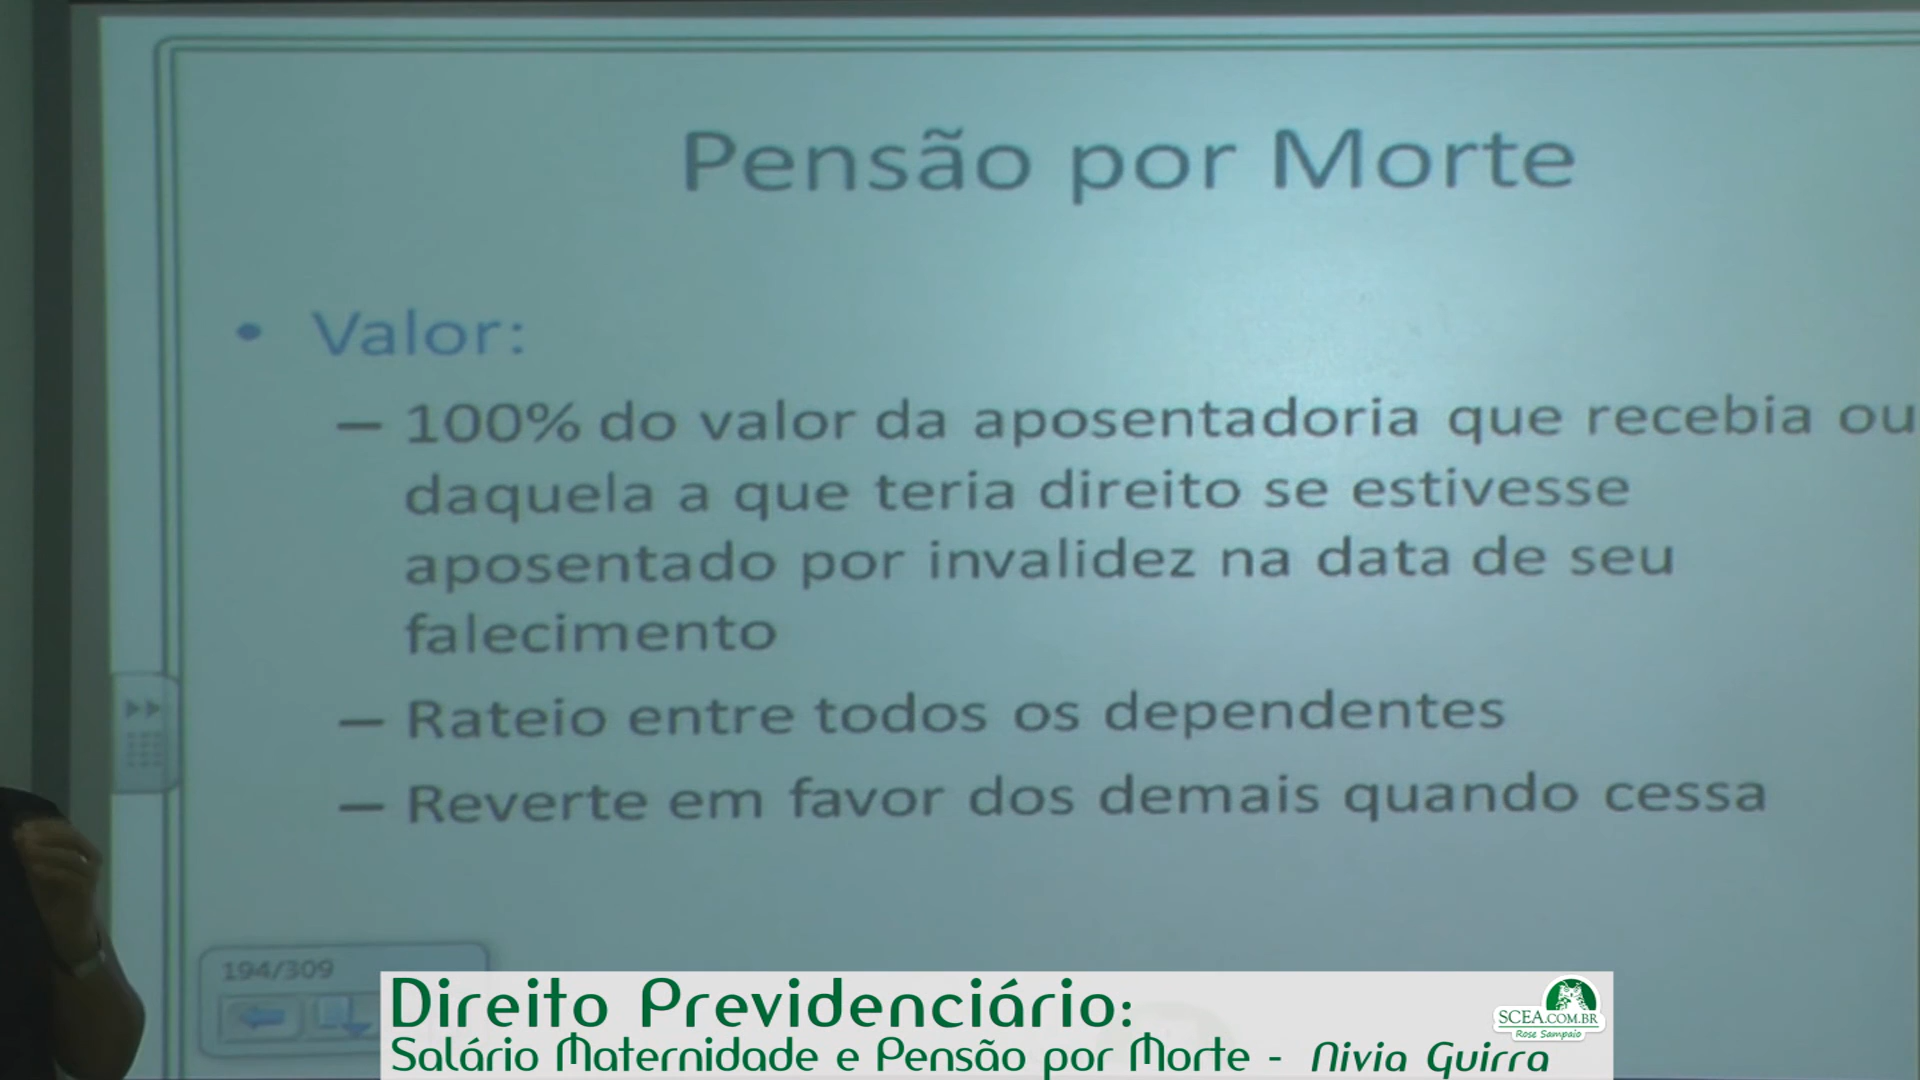 Pensão por Morte
• Valor:
– 100% do valor da aposentadoria que recebia ou
daquela a que teria direito se estivesse
aposentado por invalidez na data de seu
falecimento
– Rateio entre todos os dependentes
– Reverte em favor dos demais quando cessa
194/309
Direito Previdenciário:
Salário Maternidade e Pensão por Morte - Nivia Guirra
SCEA.COM.BR
Rose Sampaio